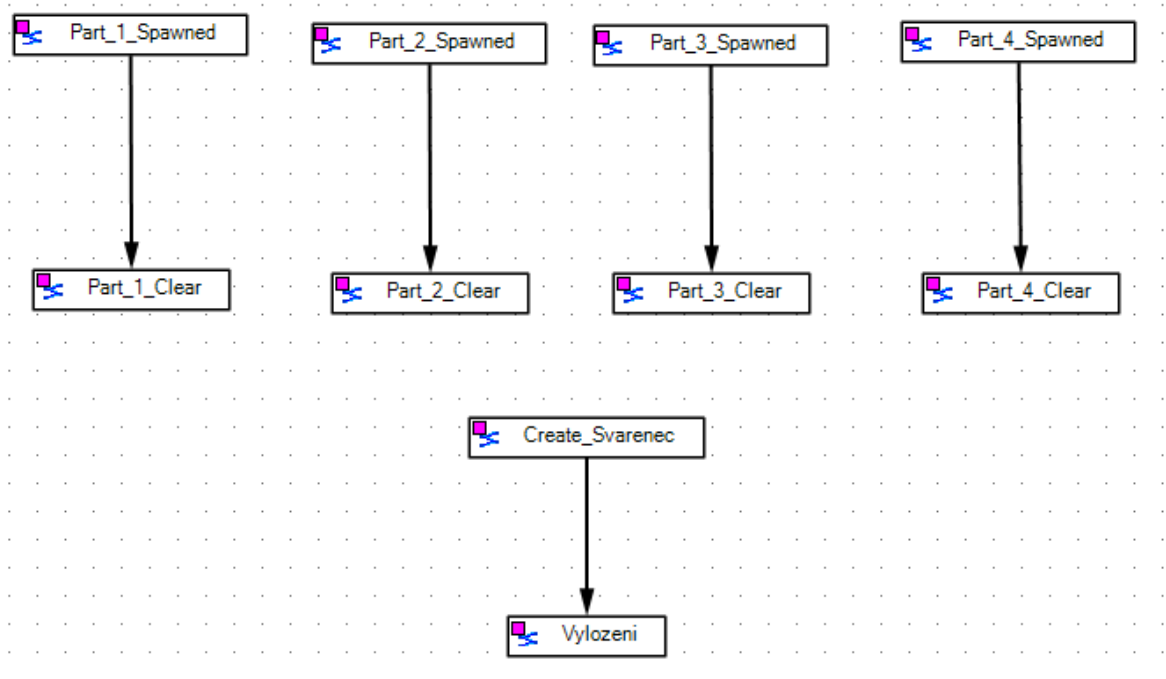 Part_1_Spawned
Part_2_Spawned
Part_3_Spawned
Part_4_Spawned
Part_1_Clear
Part_2_Clear
Part_3_Clear
Part_4_Clear
Create_Svarenec
Vylozeni